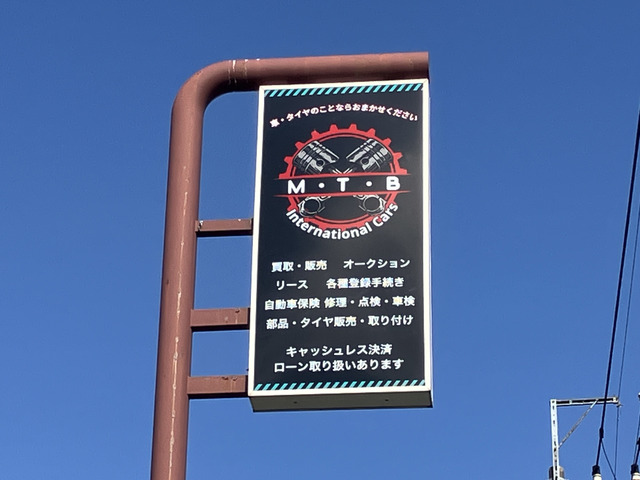 車・タイヤのことならおまかせください
M・T・B
International Cars
買取・販売 オークション
リース 各種登録手続き
自動車保険 修理・点検・車検
部品・タイヤ販売・取り付け
キャッシュレス決済
ローン取り扱いあります